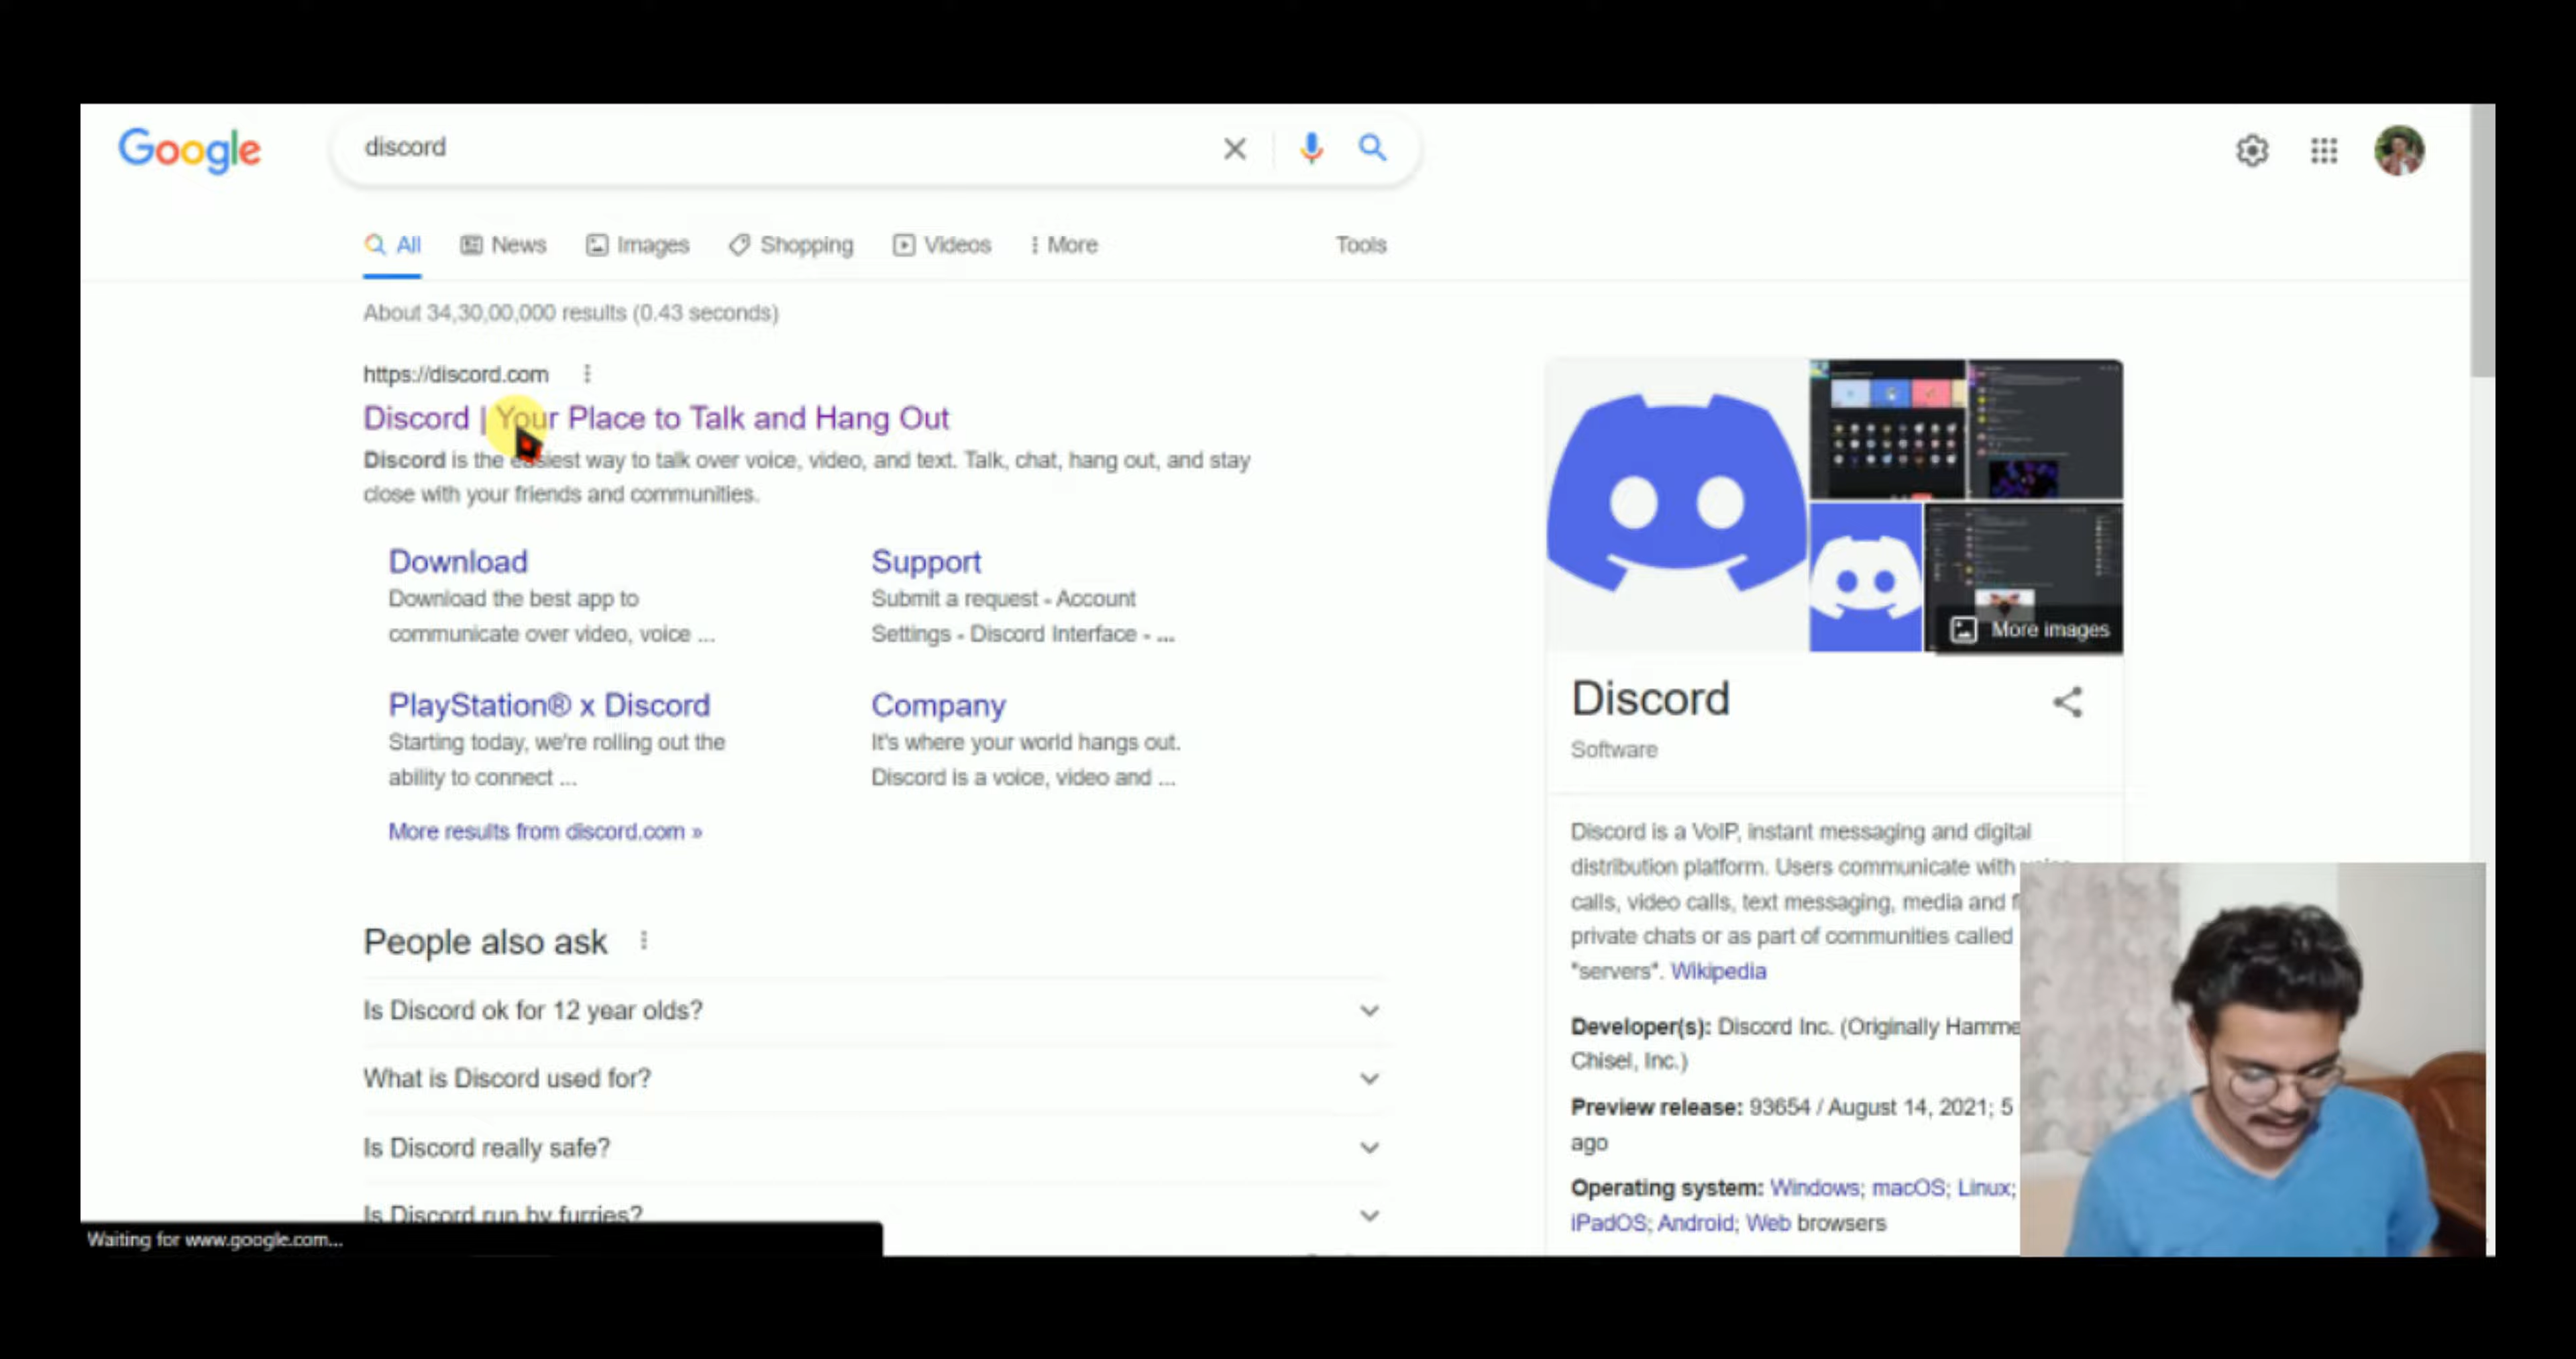 Google
discord
All News Images Shopping Videos More Tools
About 34,30,00,000 results (0.43 seconds)
https://discord.com
Discord | Your Place to Talk and Hang Out
Discord is the easiest way to talk over voice, video, and text. Talk, chat, hang out, and stay
close with your friends and communities.
Download
Download the best app to
communicate over video, voice ...
Support
Submit a request - Account
Settings - Discord Interface - ...
PlayStation® x Discord
Starting today, we're rolling out the
ability to connect ...
Company
It's where your world hangs out.
Discord is a voice, video and ...
More results from discord.com »
People also ask
Is Discord ok for 12 year olds?
What is Discord used for?
Is Discord really safe?
Is Discord run by furries?
Waiting for www.google.com...
More images
Discord
Software
Discord is a VoIP, instant messaging and digital
distribution platform. Users communicate with
calls, video calls, text messaging, media and
private chats or as part of communities called
"servers". Wikipedia
Developer(s): Discord Inc. (Originally Hamme
Chisel, Inc.)
Preview release: 93654 / August 14, 2021; 5
ago
Operating system: Windows; macOS; Linux;
iPadOS; Android; Web browsers